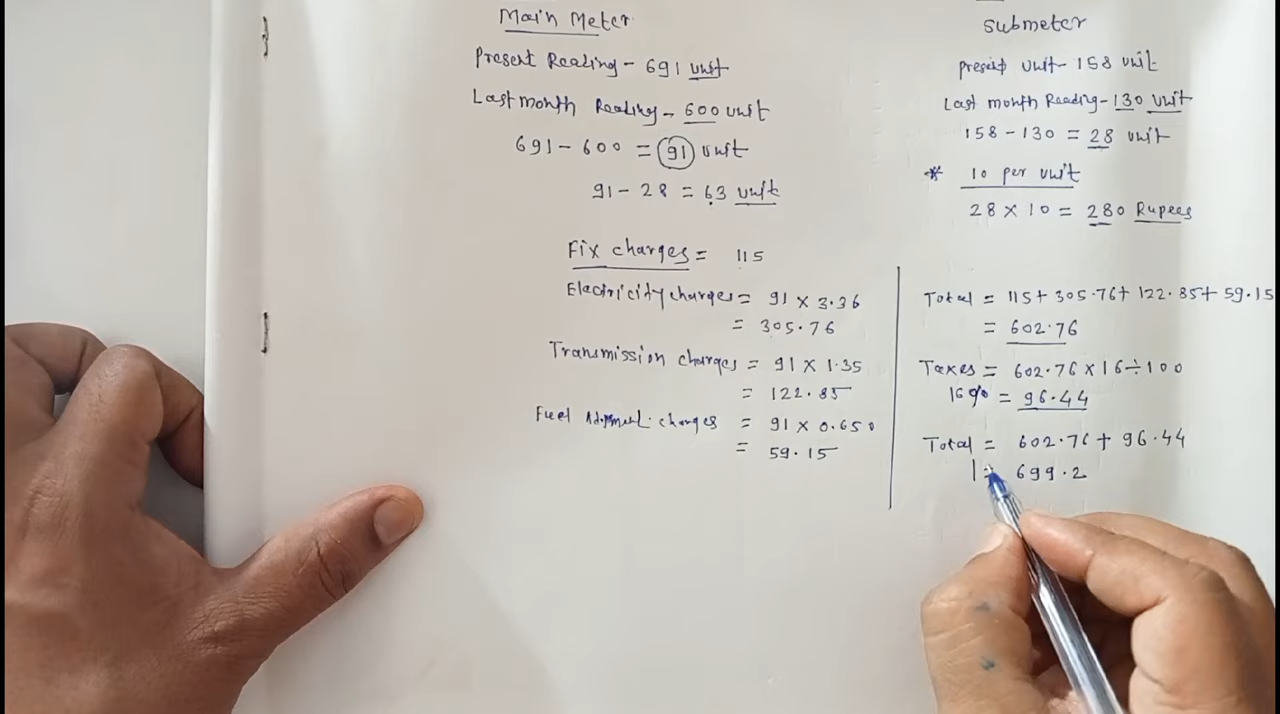 Main Meter
Present Reading - 691 unit
Last month Reading - 600 unit
691 - 600 = 91 unit
91 - 28 = 63 unit
Fix charges = 115
Electricity charges = 91 × 3.36
= 305.76
Transmission charges = 91 × 1.35
= 122.85
Fuel charges = 91 × 0.650
= 59.15
Submeter
present unit - 158 unit
Last month Reading - 130 unit
158 - 130 = 28 unit
* 10 per unit
28 × 10 = 280 Rupees
Total = 115 + 305.76 + 122.85 + 59.15
= 602.76
Taxes = 602.76 × 16 ÷ 100
16% = 96.44
Total = 602.76 + 96.44
= 699.2